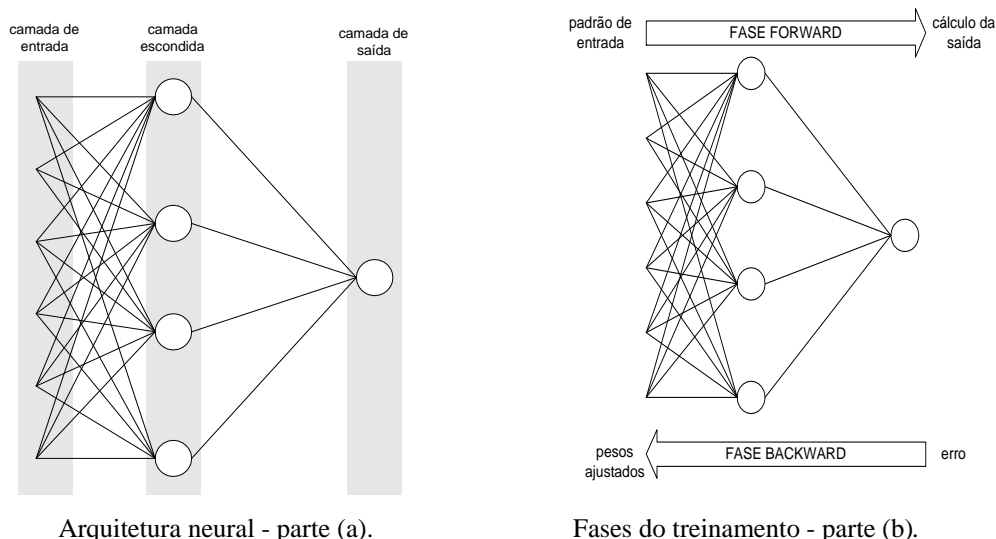 camada de
entrada
camada
escondida
camada de
saída
padrão de
entrada
FASE FORWARD
cálculo da
saída
pesos
ajustados
FASE BACKWARD
erro
Arquitetura neural - parte (a).
Fases do treinamento - parte (b).